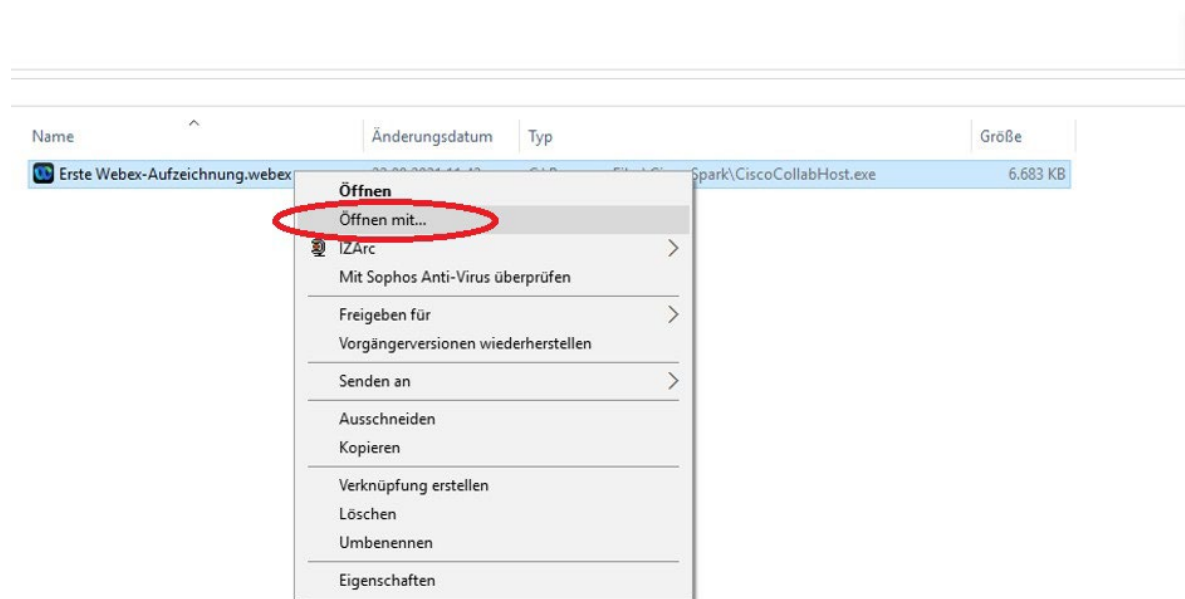 Name Änderungsdatum Typ Größe
Erste Webex-Aufzeichnung.webex Spark\CiscoCollabHost.exe 6.683 KB
Öffnen
Öffnen mit...
IZArc
Mit Sophos Anti-Virus überprüfen
Freigeben für
Vorgängerversionen wiederherstellen
Senden an
Ausschneiden
Kopieren
Verknüpfung erstellen
Löschen
Umbenennen
Eigenschaften